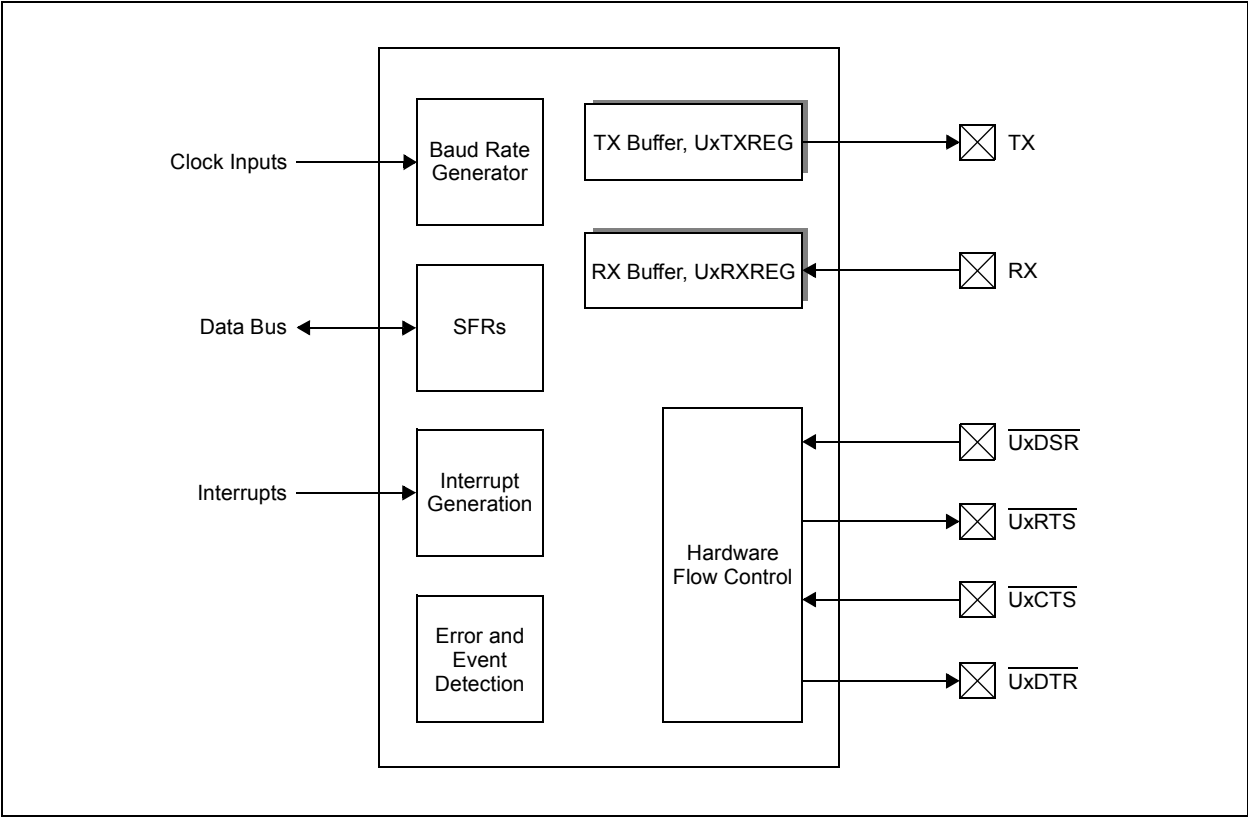 Clock Inputs
Baud Rate
Generator
TX Buffer, UxTXREG
TX
RX Buffer, UxRXREG
RX
Data Bus
SFRs
Interrupts
Interrupt
Generation
Error and
Event
Detection
Hardware
Flow Control
UxDSR
UxRTS
UxCTS
UxDTR